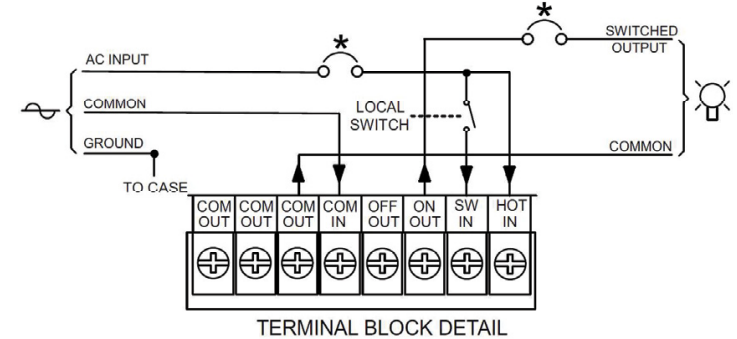 *
SWITCHED
OUTPUT
*
AC INPUT
COMMON
LOCAL
SWITCH
GROUND
COMMON
TO CASE
COM OUT
COM OUT
COM OUT
COM IN
OFF OUT
ON OUT
SW IN
HOT IN
TERMINAL BLOCK DETAIL